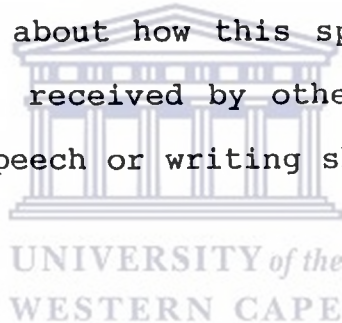 about how this sp
received by othe
peech or writing s
UNIVERSITY of the
WESTERN CAPE